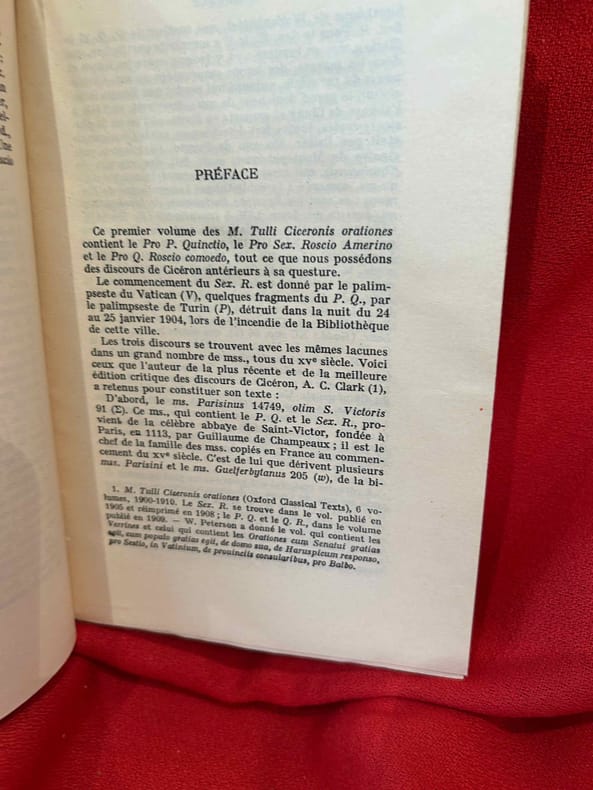 PRÉFACE
Ce premier volume des M. Tulli Ciceronis orationes
contient le Pro P. Quinctio, le Pro Sex. Roscio Amerino
et le Pro Q. Roscio comoedo, tout ce que nous possédons
des discours de Cicéron antérieurs à sa questure.
Le commencement du Sex. R. est donné par le palim-
pseste du Vatican (V), quelques fragments du P. Q., par
le palimpseste de Turin (P), détruit dans la nuit du 24
au 25 janvier 1904, lors de l'incendie de la Bibliothèque
de cette ville.
Les trois discours se trouvent avec les mêmes lacunes
dans un grand nombre de mss., tous du XVe siècle. Voici
ceux que l'auteur de la plus récente et de la meilleure
édition critique des discours de Cicéron, A. C. Clark (1),
a retenus pour constituer son texte :
D'abord, le ms. Parisinus 14749, olim S. Victoris
91 (Σ). Ce ms., qui contient le P. Q. et le Sex. R., pro-
vient de la célèbre abbaye de Saint-Victor, fondée à
Paris, en 1113, par Guillaume de Champeaux ; il est le
chef de la famille des mss. copiés en France au commen-
cement du XVe siècle. C'est de lui que dérivent plusieurs
mss. Parisini et le ms. Guelferbytanus 205 (w), de la bi-
1. M. Tulli Ciceronis orationes (Oxford Classical Texts), 6 vo-
lumes, 1900-1910. Le Sex. R. se trouve dans le vol. publié en
1905 et réimprimé en 1908 ; le P. Q. et le Q. R., dans le volume
publié en 1909. — W. Peterson a donné le vol. qui contient les
Verrines et celui qui contient les Orationes cum Senatui gratias
egit, cum populo gratias egit, de domo sua, de Haruspicum responso,
pro Sestio, in Vatinium, de prouinciis consularibus, pro Balbo.